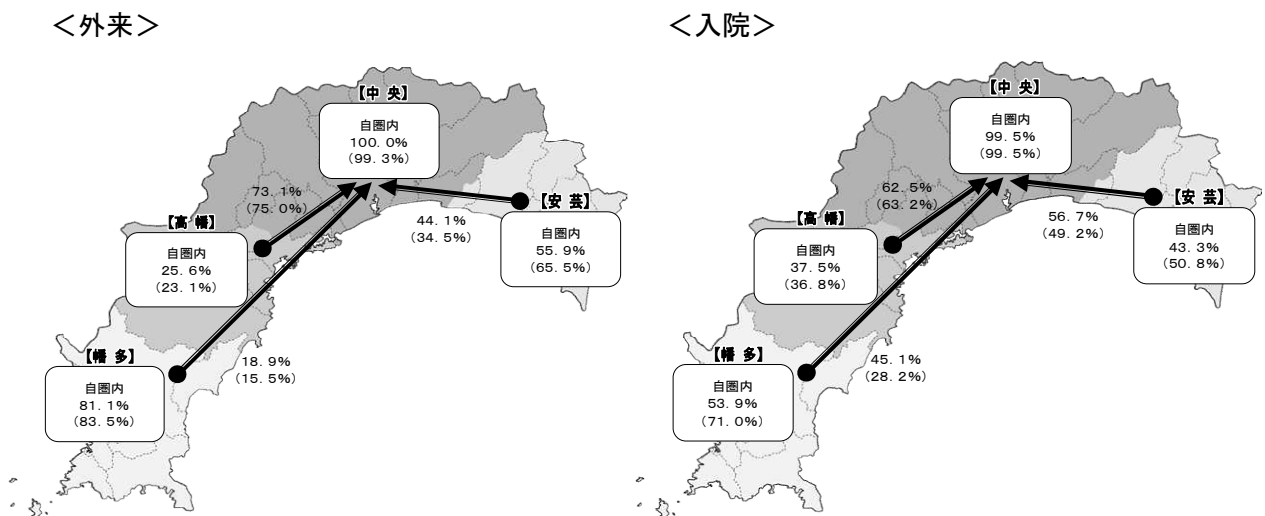 ＜外来＞
【中 央】
自圏内
100. 0%
(99. 3%)
73. 1%
(75. 0%)
【高 幡】
自圏内
25. 6%
(23. 1%)
44. 1%
(34. 5%)
【安 芸】
自圏内
55. 9%
(65. 5%)
【幡 多】
自圏内
81. 1%
(83. 5%)
18. 9%
(15. 5%)
＜入院＞
【中 央】
自圏内
99. 5%
(99. 5%)
62. 5%
(63. 2%)
【高 幡】
自圏内
37. 5%
(36. 8%)
56. 7%
(49. 2%)
【安 芸】
自圏内
43. 3%
(50. 8%)
【幡 多】
自圏内
53. 9%
(71. 0%)
45. 1%
(28. 2%)